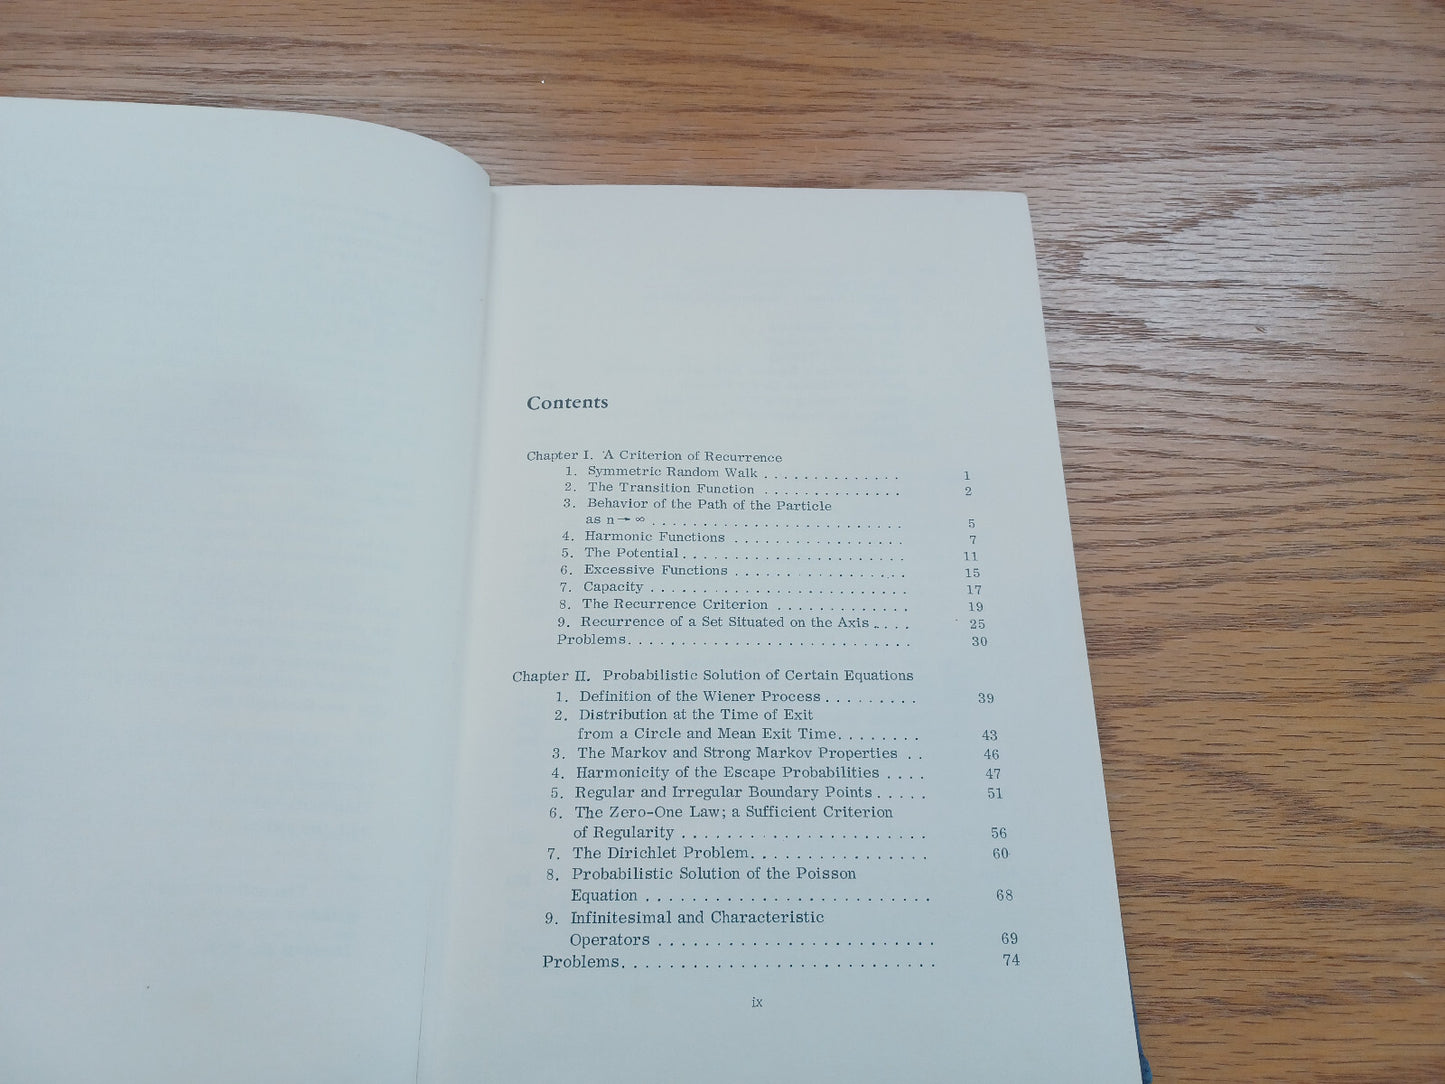 Contents
Chapter I. A Criterion of Recurrence
1. Symmetric Random Walk . . . . . . . . . . . . . . 1
2. The Transition Function . . . . . . . . . . . . . . 2
3. Behavior of the Path of the Particle
as n → ∞ . . . . . . . . . . . . . . . . . . . . . . . . . 5
4. Harmonic Functions . . . . . . . . . . . . . . . . . 7
5. The Potential . . . . . . . . . . . . . . . . . . . . . . 11
6. Excessive Functions . . . . . . . . . . . . . . . . . 15
7. Capacity . . . . . . . . . . . . . . . . . . . . . . . . . 17
8. The Recurrence Criterion . . . . . . . . . . . . . 19
9. Recurrence of a Set Situated on the Axis . . . . 25
Problems. . . . . . . . . . . . . . . . . . . . . . . . . . . 30
Chapter II. Probabilistic Solution of Certain Equations
1. Definition of the Wiener Process . . . . . . . . . 39
2. Distribution at the Time of Exit
from a Circle and Mean Exit Time. . . . . . . . 43
3. The Markov and Strong Markov Properties . . 46
4. Harmonicity of the Escape Probabilities . . . . 47
5. Regular and Irregular Boundary Points . . . . . 51
6. The Zero-One Law; a Sufficient Criterion
of Regularity . . . . . . . . . . . . . . . . . . . . . . 56
7. The Dirichlet Problem. . . . . . . . . . . . . . . . 60
8. Probabilistic Solution of the Poisson
Equation . . . . . . . . . . . . . . . . . . . . . . . . . 68
9. Infinitesimal and Characteristic
Operators . . . . . . . . . . . . . . . . . . . . . . . . 69
Problems. . . . . . . . . . . . . . . . . . . . . . . . . . . 74
ix